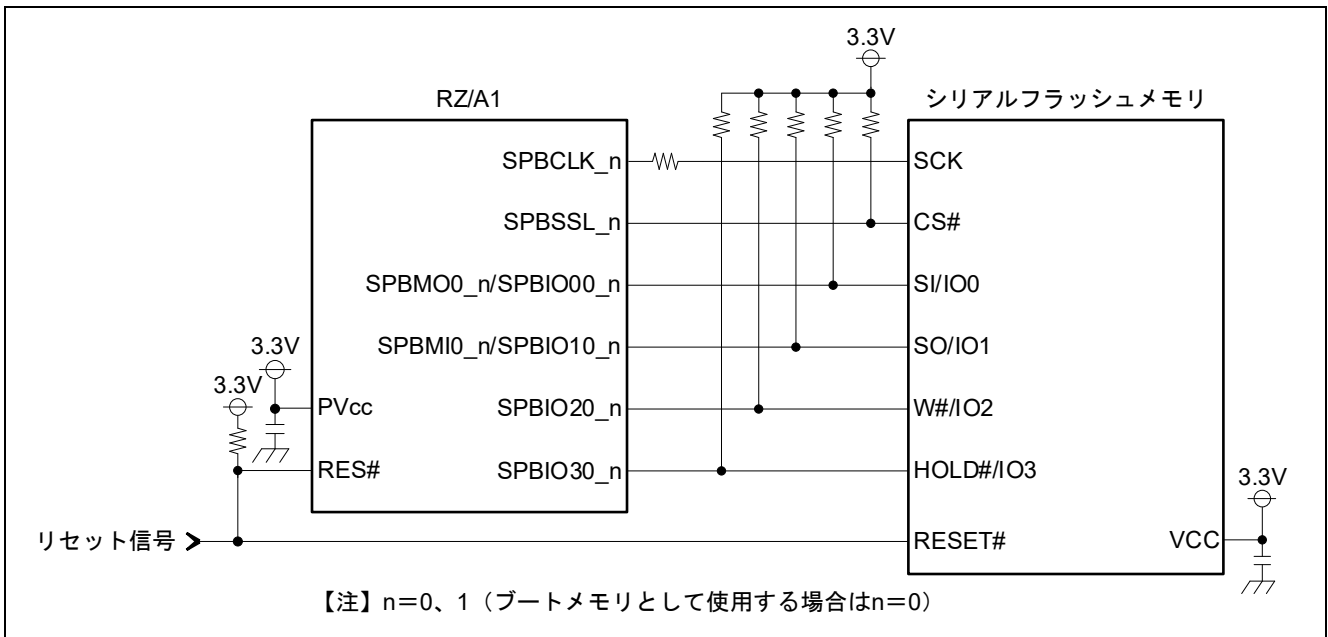 3.3V
RZ/A1
シリアルフラッシュメモリ
SPBCLK_n
SCK
SPBSSL_n
CS#
SPBMO0_n/SPBIO00_n
SI/IO0
3.3V
SPBMI0_n/SPBIO10_n
SO/IO1
3.3V
PVcc
SPBIO20_n
W#/IO2
RES#
SPBIO30_n
HOLD#/IO3
3.3V
リセット信号
RESET#
VCC
【注】n＝0、1（ブートメモリとして使用する場合はn＝0）